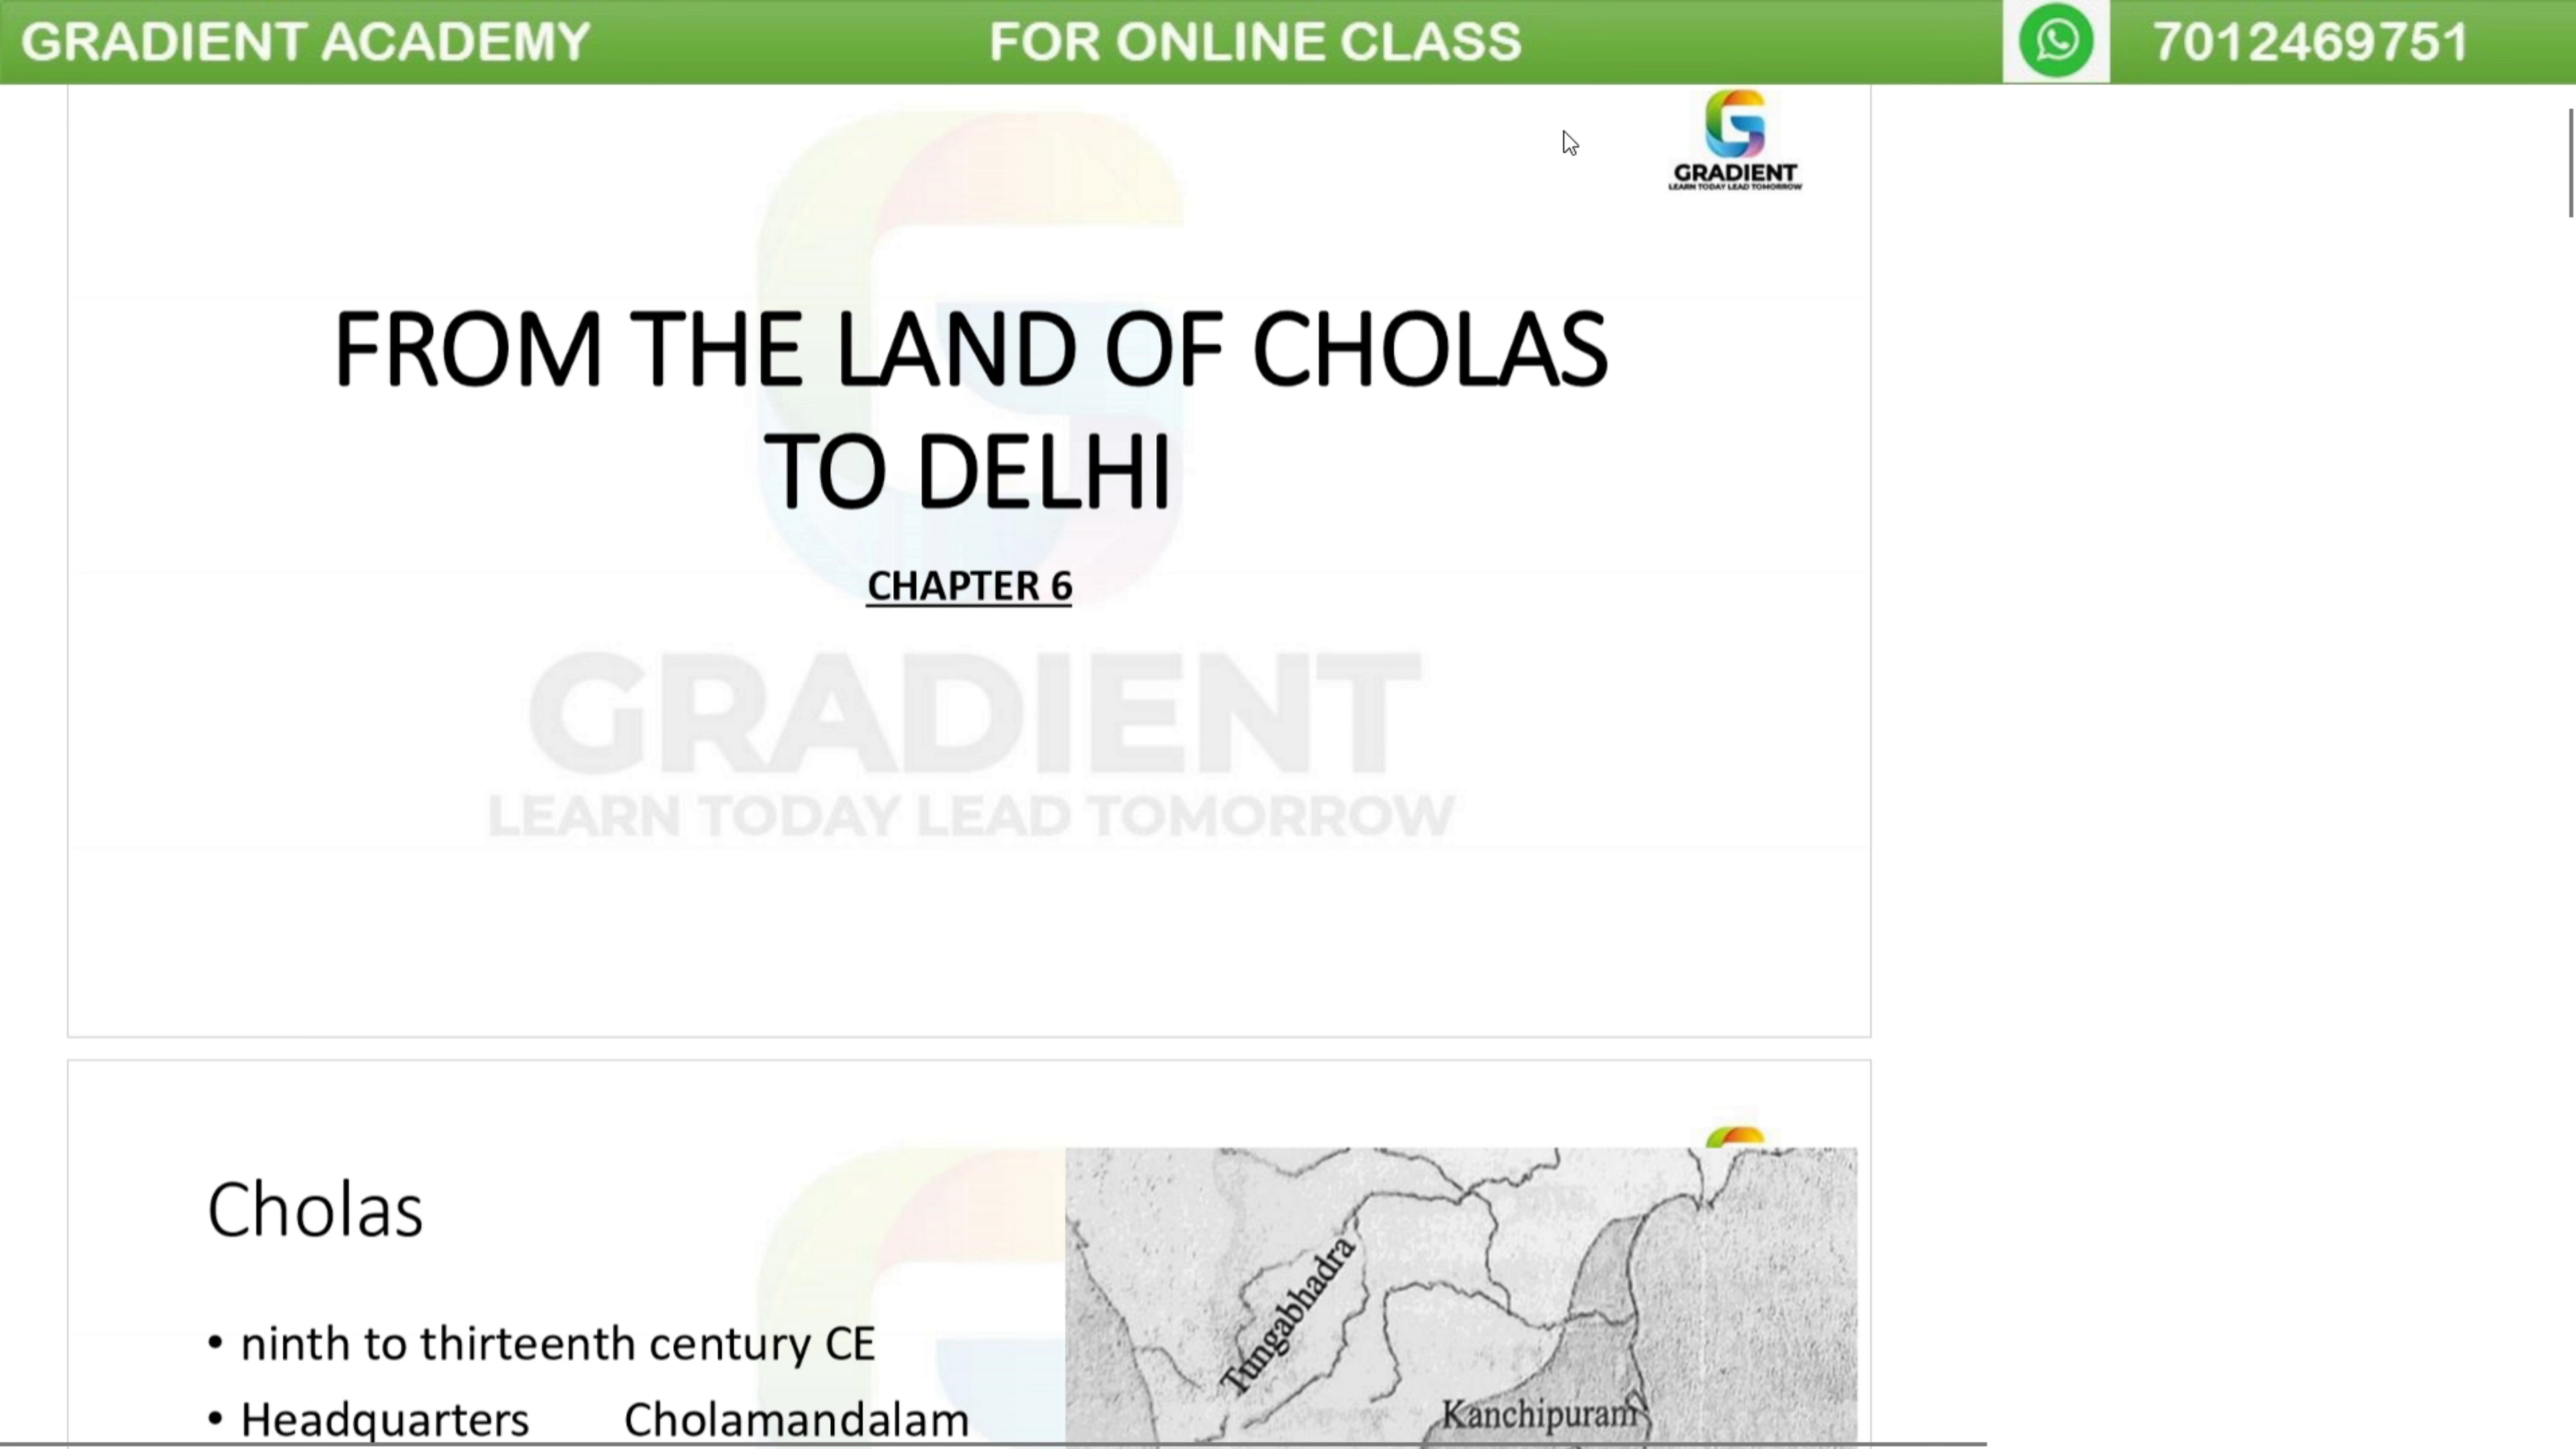 GRADIENT ACADEMY FOR ONLINE CLASS 7012469751
GRADIENT
LEARN TODAY LEAD TOMORROW
FROM THE LAND OF CHOLAS
TO DELHI
CHAPTER 6
GRADIENT
LEARN TODAY LEAD TOMORROW
Cholas
• ninth to thirteenth century CE
• Headquarters Cholamandalam
Tungabhadra
Kanchipuram